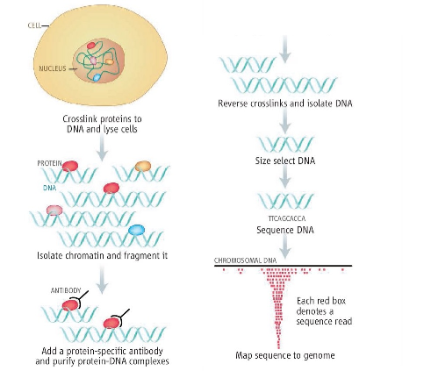 CELL
NUCLEUS
Crosslink proteins to
DNA and lyse cells
PROTEIN
DNA
Isolate chromatin and fragment it
ANTIBODY
Add a protein-specific antibody
and purify protein-DNA complexes
Reverse crosslinks and isolate DNA
Size select DNA
TTCAGCACCA
Sequence DNA
CHROMOSOMAL DNA
Each red box
denotes a
sequence read
Map sequence to genome